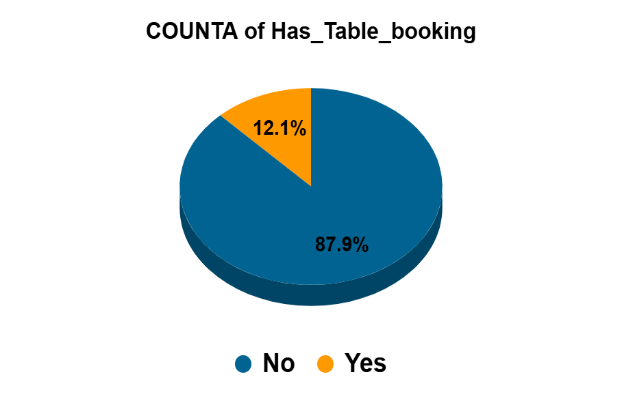 COUNTA of Has_Table_booking
12.1%
87.9%
No Yes